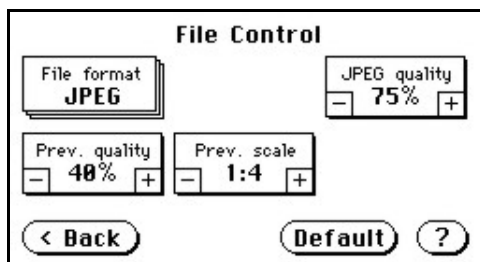 File Control
File format
JPEG
JPEG quality
− 75% +
Prev. quality
− 40% +
Prev. scale
− 1:4 +
< Back
Default
?